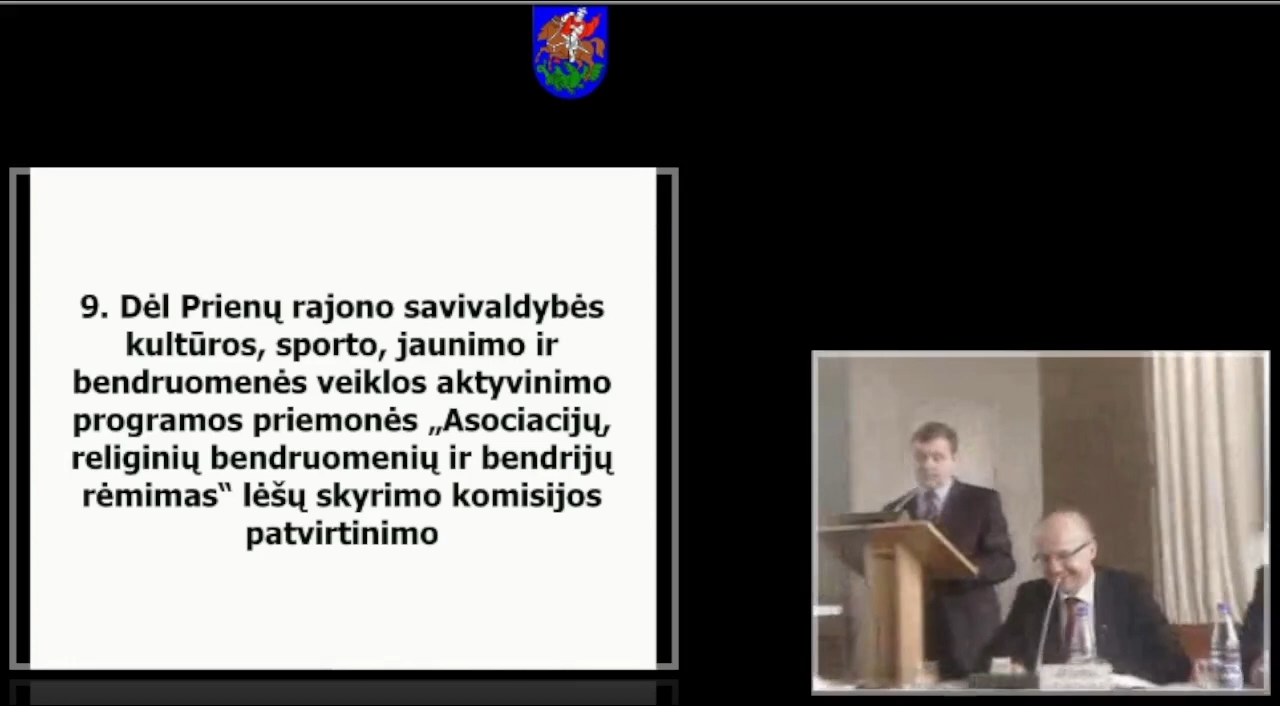 9. Dėl Prienų rajono savivaldybės
kultūros, sporto, jaunimo ir
bendruomenės veiklos aktyvinimo
programos priemonės „Asociacijų,
religinių bendruomenių ir bendrijų
rėmimas“ lėšų skyrimo komisijos
patvirtinimo